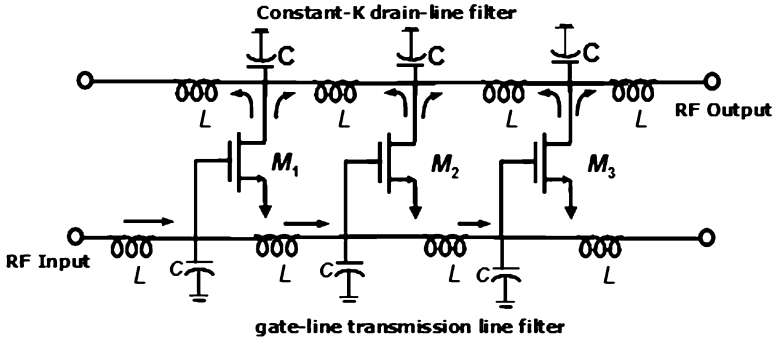 Constant-K drain-line filter
C C C
L L L L
RF Output
M1 M2 M3
RF Input
L C L C L C L
gate-line transmission line filter